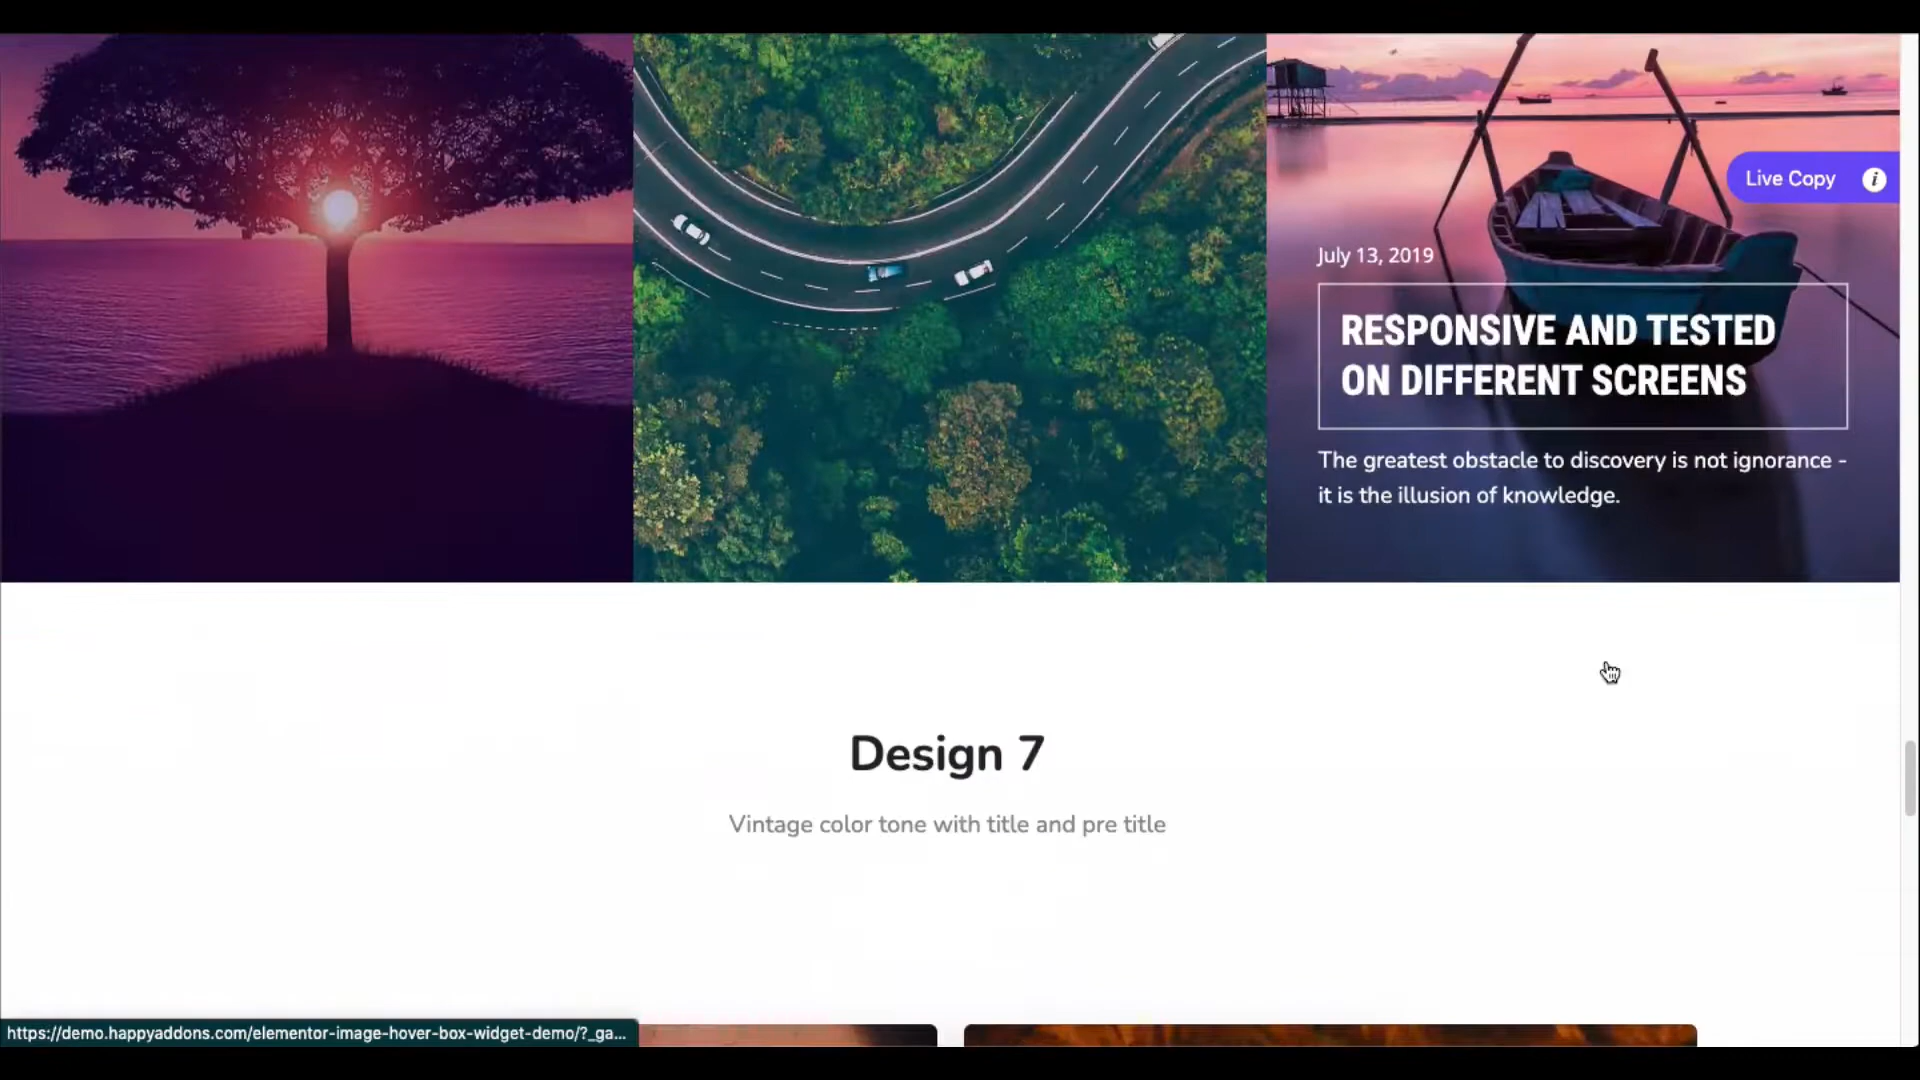 Live Copy i
July 13, 2019
RESPONSIVE AND TESTED
ON DIFFERENT SCREENS
The greatest obstacle to discovery is not ignorance -
it is the illusion of knowledge.
Design 7
Vintage color tone with title and pre title
https://demo.happyaddons.com/elementor-image-hover-box-widget-demo/?_ga...